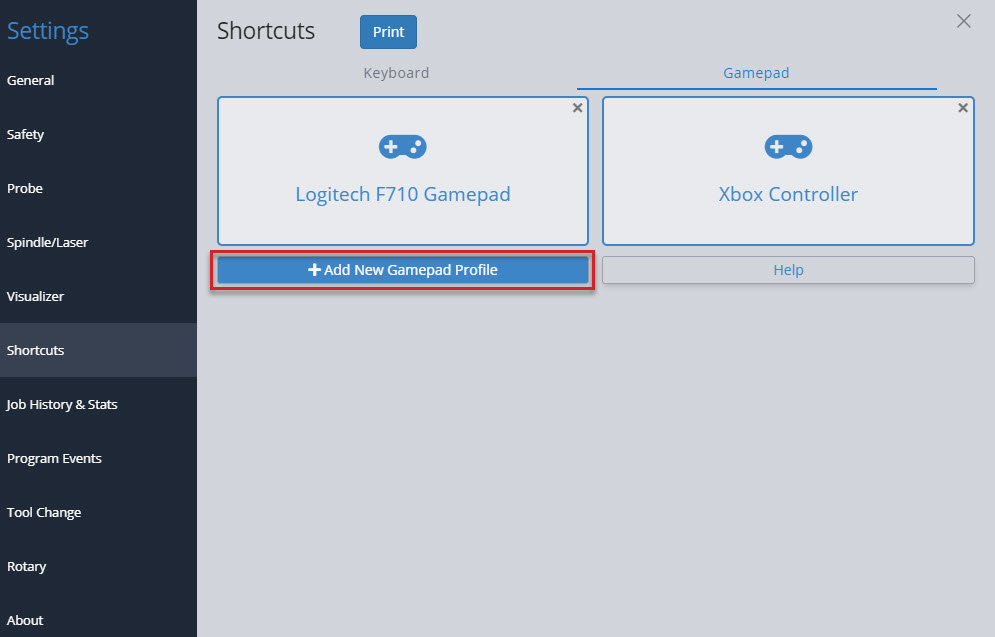 Settings
General
Safety
Probe
Spindle/Laser
Visualizer
Shortcuts
Job History & Stats
Program Events
Tool Change
Rotary
About
Shortcuts
Print
Keyboard
Gamepad
Logitech F710 Gamepad
Xbox Controller
Add New Gamepad Profile
Help